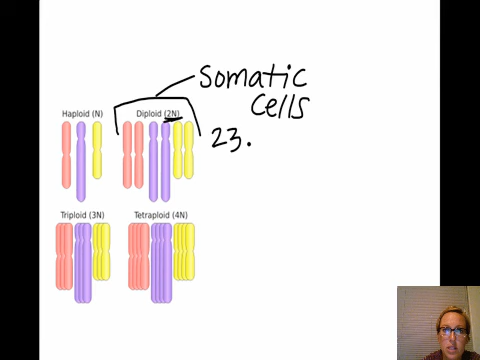 Somatic
Cells
Haploid (N)
Diploid (2N)
23.
Triploid (3N)
Tetraploid (4N)